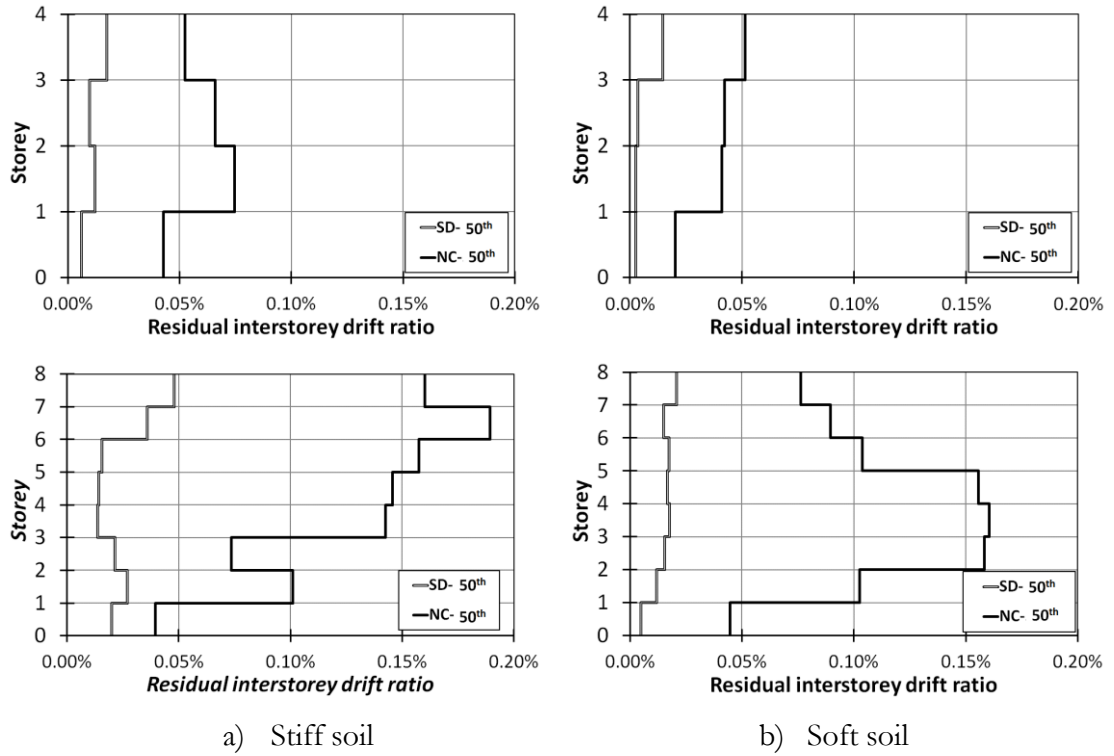 4
3
2
1
0
Storey
0.00% 0.05% 0.10% 0.15% 0.20%
Residual interstorey drift ratio
SD- 50th
NC- 50th
4
3
2
1
0
Storey
0.00% 0.05% 0.10% 0.15% 0.20%
Residual interstorey drift ratio
SD- 50th
NC- 50th
8
7
6
5
4
3
2
1
0
Storey
0.00% 0.05% 0.10% 0.15% 0.20%
Residual interstorey drift ratio
SD- 50th
NC- 50th
8
7
6
5
4
3
2
1
0
Storey
0.00% 0.05% 0.10% 0.15% 0.20%
Residual interstorey drift ratio
SD- 50th
NC- 50th
a) Stiff soil
b) Soft soil